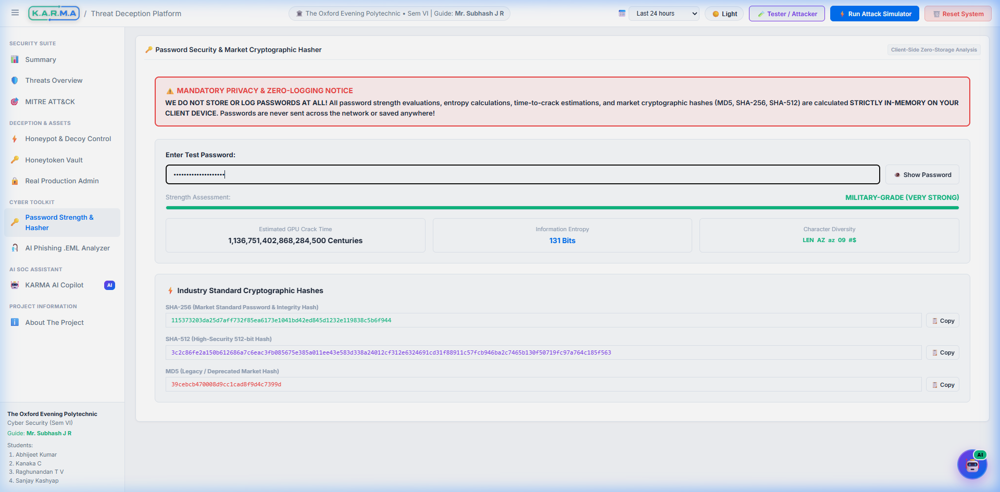 K.A.R.M.A / Threat Deception Platform
The Oxford Evening Polytechnic • Sem VI | Guide: Mr. Subhash J R
Last 24 hours
Light
Tester / Attacker
Run Attack Simulator
Reset System
SECURITY SUITE
Summary
Threats Overview
MITRE ATT&CK
DECEPTION & ASSETS
Honeypot & Decoy Control
Honeytoken Vault
Real Production Admin
CYBER TOOLKIT
Password Strength &
Hasher
AI Phishing .EML Analyzer
AI SOC ASSISTANT
KARMA AI Copilot AI
PROJECT INFORMATION
About The Project
The Oxford Evening Polytechnic
Cyber Security (Sem VI)
Guide: Mr. Subhash J R
Students:
1. Abhijeet Kumar
2. Kanaka C
3. Raghunandan T V
4. Sanjay Kashyap
Password Security & Market Cryptographic Hasher
Client-Side Zero-Storage Analysis
MANDATORY PRIVACY & ZERO-LOGGING NOTICE
WE DO NOT STORE OR LOG PASSWORDS AT ALL! All password strength evaluations, entropy calculations, time-to-crack estimations, and market cryptographic hashes (MD5, SHA-256, SHA-512) are calculated STRICTLY IN-MEMORY ON YOUR
CLIENT DEVICE. Passwords are never sent across the network or saved anywhere!
Enter Test Password:
••••••••••••••••••••
Show Password
Strength Assessment:
MILITARY-GRADE (VERY STRONG)
Estimated GPU Crack Time
1,136,751,402,868,284,500 Centuries
Information Entropy
131 Bits
Character Diversity
LEN AZ az 09 #$
Industry Standard Cryptographic Hashes
SHA-256 (Market Standard Password & Integrity Hash)
115373203da25d7aff732f85ea6173e1041bd42ed845d1232e119838c5b6f944
Copy
SHA-512 (High-Security 512-bit Hash)
3c2c86fe2a150b612686a7c6eac3fb085675e385a011ee43e583d338a24012cf312e6324691cd31f88911c57fcb946ba2c7465b130f50719fc97a764c185f563
Copy
MD5 (Legacy / Deprecated Market Hash)
39cebcb470008d9cc1cad8f9d4c7399d
Copy
AI